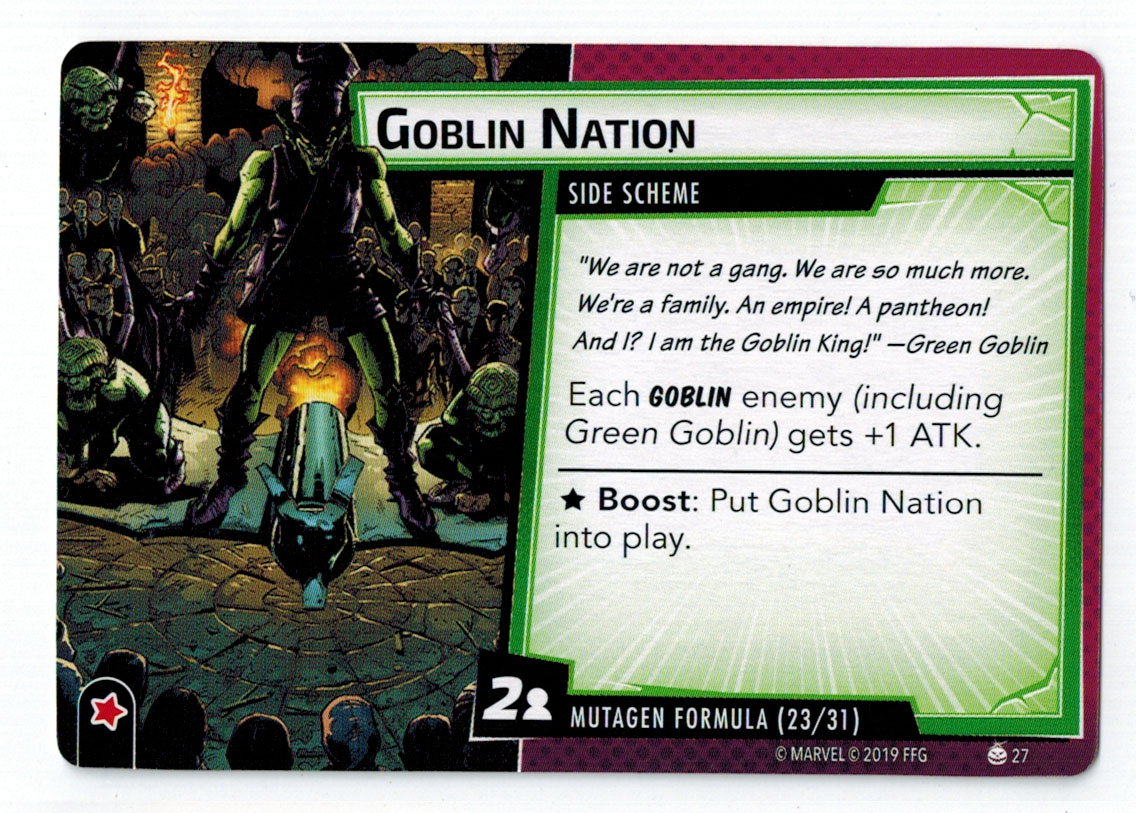 GOBLIN NATION
SIDE SCHEME
"We are not a gang. We are so much more.
We're a family. An empire! A pantheon!
And I? I am the Goblin King!" —Green Goblin
Each GOBLIN enemy (including
Green Goblin) gets +1 ATK.
★ Boost: Put Goblin Nation
into play.
2
MUTAGEN FORMULA (23/31)
© MARVEL © 2019 FFG 27